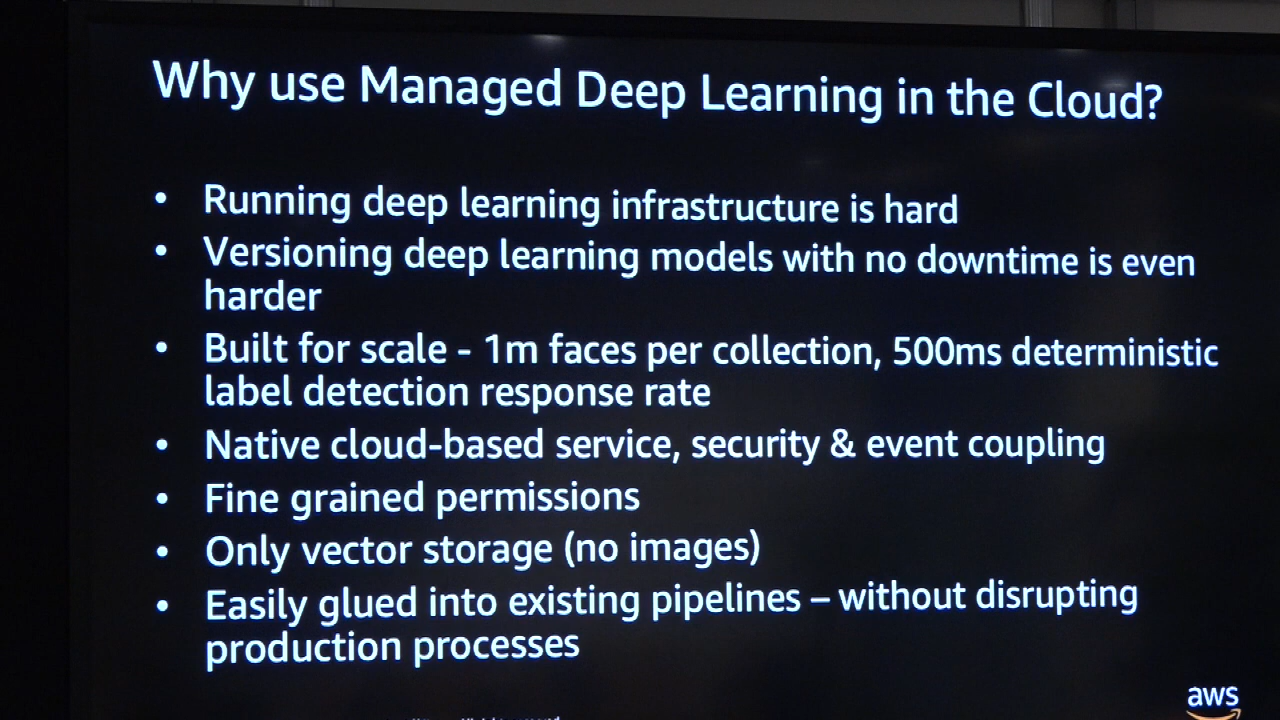 Why use Managed Deep Learning in the Cloud?
• Running deep learning infrastructure is hard
• Versioning deep learning models with no downtime is even
harder
• Built for scale - 1m faces per collection, 500ms deterministic
label detection response rate
• Native cloud-based service, security & event coupling
• Fine grained permissions
• Only vector storage (no images)
• Easily glued into existing pipelines – without disrupting
production processes
aws